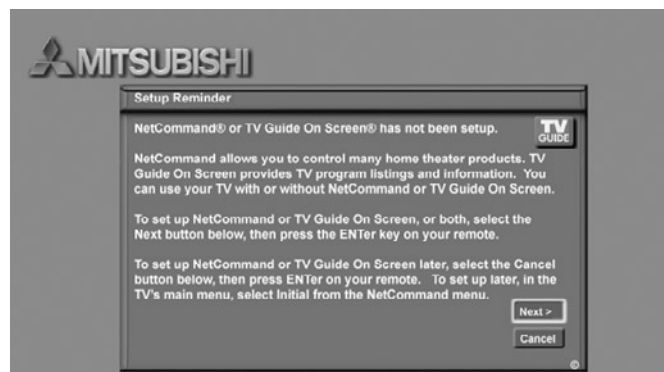 MITSUBISHI
Setup Reminder
NetCommand® or TV Guide On Screen® has not been setup.
TV
GUIDE
NetCommand allows you to control many home theater products. TV
Guide On Screen provides TV program listings and information. You
can use your TV with or without NetCommand or TV Guide On Screen.
To set up NetCommand or TV Guide On Screen, or both, select the
Next button below, then press the ENTer key on your remote.
To set up NetCommand or TV Guide On Screen later, select the Cancel
button below, then press ENTer on your remote. To set up later, in the
TV's main menu, select Initial from the NetCommand menu.
Next >
Cancel